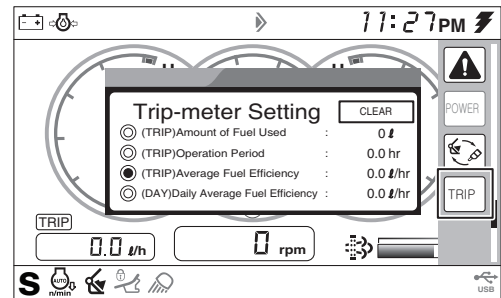 11:27PM
Trip-meter Setting CLEAR
(TRIP)Amount of Fuel Used : 0 ℓ
(TRIP)Operation Period : 0.0 hr
(TRIP)Average Fuel Efficiency : 0.0 ℓ/hr
(DAY)Daily Average Fuel Efficiency : 0.0 ℓ/hr
POWER
TRIP
TRIP
0.0 ℓ/h
0 rpm
S
AUTO
n/min
USB